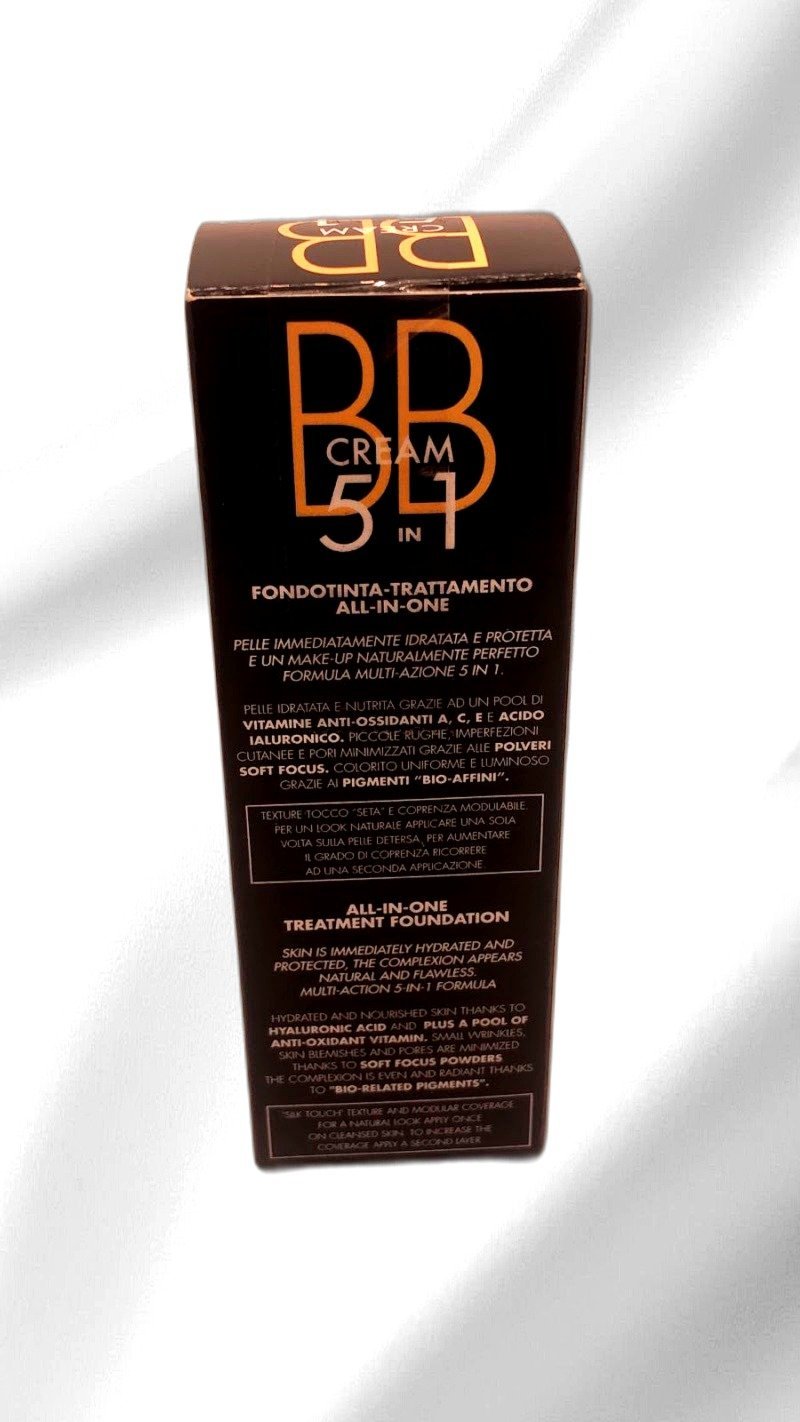 BB
CREAM
BB
CREAM
5 IN 1
FONDOTINTA-TRATTAMENTO
ALL-IN-ONE
PELLE IMMEDIATAMENTE IDRATATA E PROTETTA
E UN MAKE-UP NATURALMENTE PERFETTO
FORMULA MULTI-AZIONE 5 IN 1.
PELLE IDRATATA E NUTRITA GRAZIE AD UN POOL DI
VITAMINE ANTI-OSSIDANTI A, C, E E ACIDO
IALURONICO. PICCOLE RUGHE, IMPERFEZIONI
CUTANEE E PORI MINIMIZZATI GRAZIE ALLE POLVERI
SOFT FOCUS. COLORITO UNIFORME E LUMINOSO
GRAZIE AI PIGMENTI "BIO-AFFINI".
TEXTURE TOCCO "SETA" E COPRENZA MODULABILE.
PER UN LOOK NATURALE APPLICARE UNA SOLA
VOLTA SULLA PELLE DETERSA, PER AUMENTARE
IL GRADO DI COPRENZA RICORRERE
AD UNA SECONDA APPLICAZIONE
ALL-IN-ONE
TREATMENT FOUNDATION
SKIN IS IMMEDIATELY HYDRATED AND
PROTECTED, THE COMPLEXION APPEARS
NATURAL AND FLAWLESS.
MULTI-ACTION 5-IN-1 FORMULA
HYDRATED AND NOURISHED SKIN THANKS TO
HYALURONIC ACID AND PLUS A POOL OF
ANTI-OXIDANT VITAMIN. SMALL WRINKLES,
SKIN BLEMISHES AND PORES ARE MINIMIZED
THANKS TO SOFT FOCUS POWDERS
THE COMPLEXION IS EVEN AND RADIANT THANKS
TO "BIO-RELATED PIGMENTS".
"SILK TOUCH" TEXTURE AND MODULAR COVERAGE
FOR A NATURAL LOOK APPLY ONCE
ON CLEANSED SKIN. TO INCREASE THE
COVERAGE APPLY A SECOND LAYER